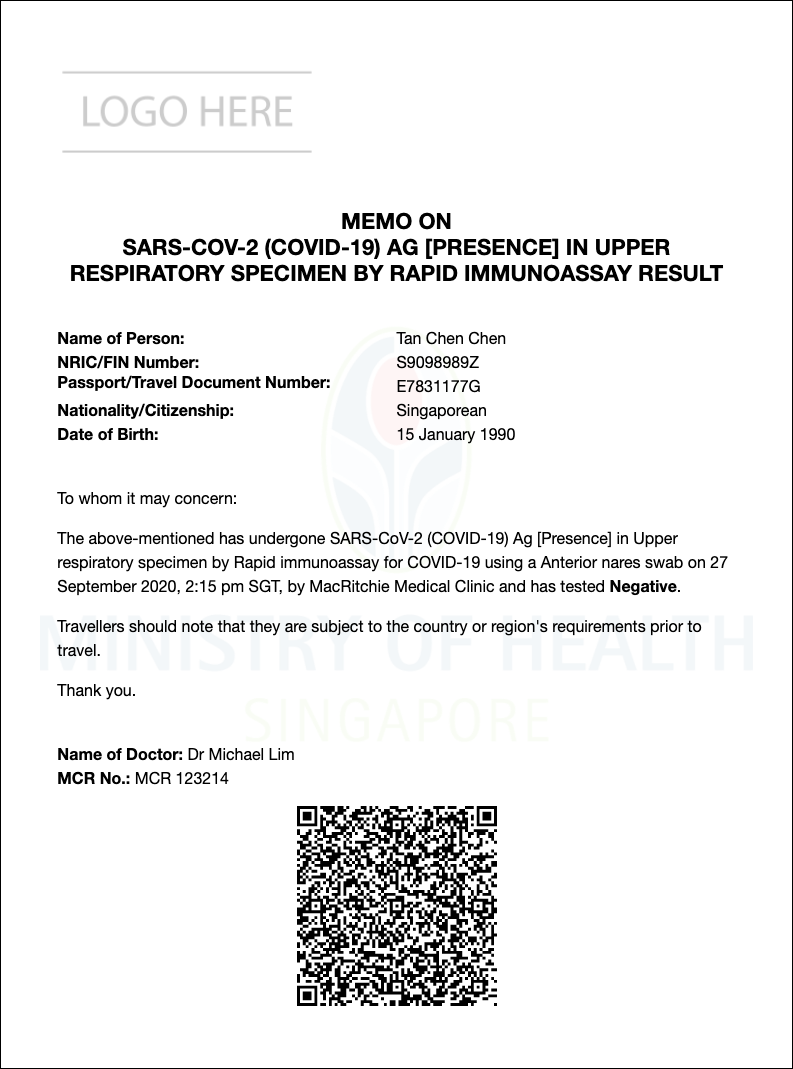 LOGO HERE
MEMO ON
SARS-COV-2 (COVID-19) AG [PRESENCE] IN UPPER
RESPIRATORY SPECIMEN BY RAPID IMMUNOASSAY RESULT
Name of Person: Tan Chen Chen
NRIC/FIN Number: S9098989Z
Passport/Travel Document Number: E7831177G
Nationality/Citizenship: Singaporean
Date of Birth: 15 January 1990
To whom it may concern:
The above-mentioned has undergone SARS-CoV-2 (COVID-19) Ag [Presence] in Upper
respiratory specimen by Rapid immunoassay for COVID-19 using a Anterior nares swab on 27
September 2020, 2:15 pm SGT, by MacRitchie Medical Clinic and has tested Negative.
MINISTRY OF HEALTH
Travellers should note that they are subject to the country or region's requirements prior to
travel.
Thank you.
SINGAPORE
Name of Doctor: Dr Michael Lim
MCR No.: MCR 123214